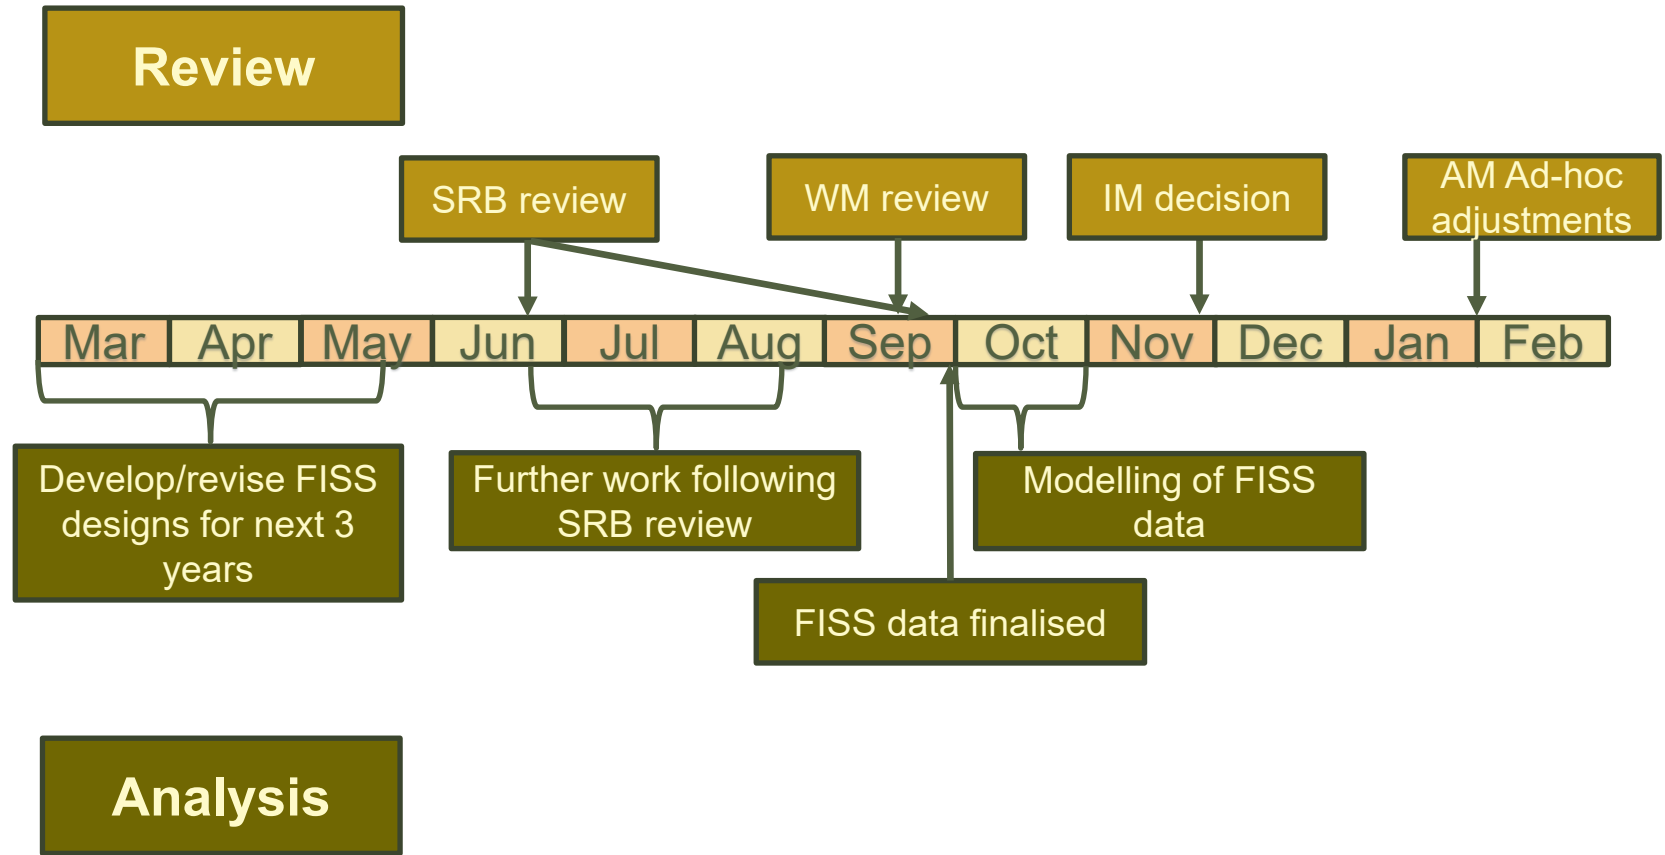 Review
SRB review
WM review
IM decision
AM Ad-hoc
adjustments
Mar Apr May Jun Jul Aug Sep Oct Nov Dec Jan Feb
Develop/revise FISS
designs for next 3
years
Further work following
SRB review
Modelling of FISS
data
FISS data finalised
Analysis